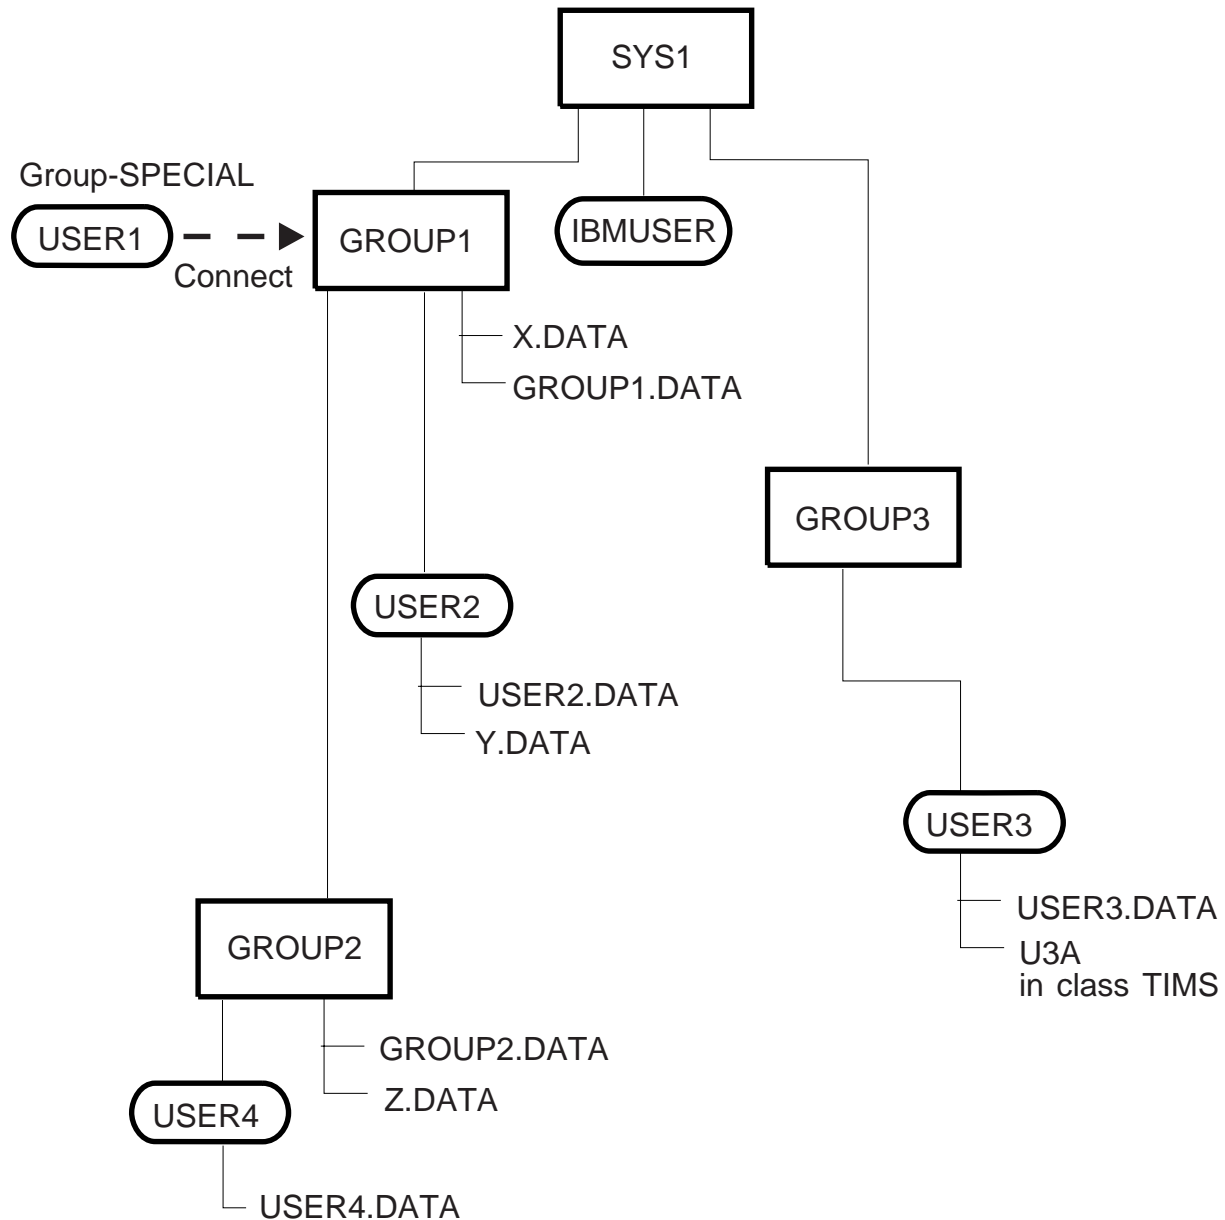 SYS1
Group-SPECIAL
USER1
Connect
GROUP1
IBMUSER
X.DATA
GROUP1.DATA
GROUP3
USER2
USER2.DATA
Y.DATA
USER3
USER3.DATA
U3A
in class TIMS
GROUP2
GROUP2.DATA
Z.DATA
USER4
USER4.DATA